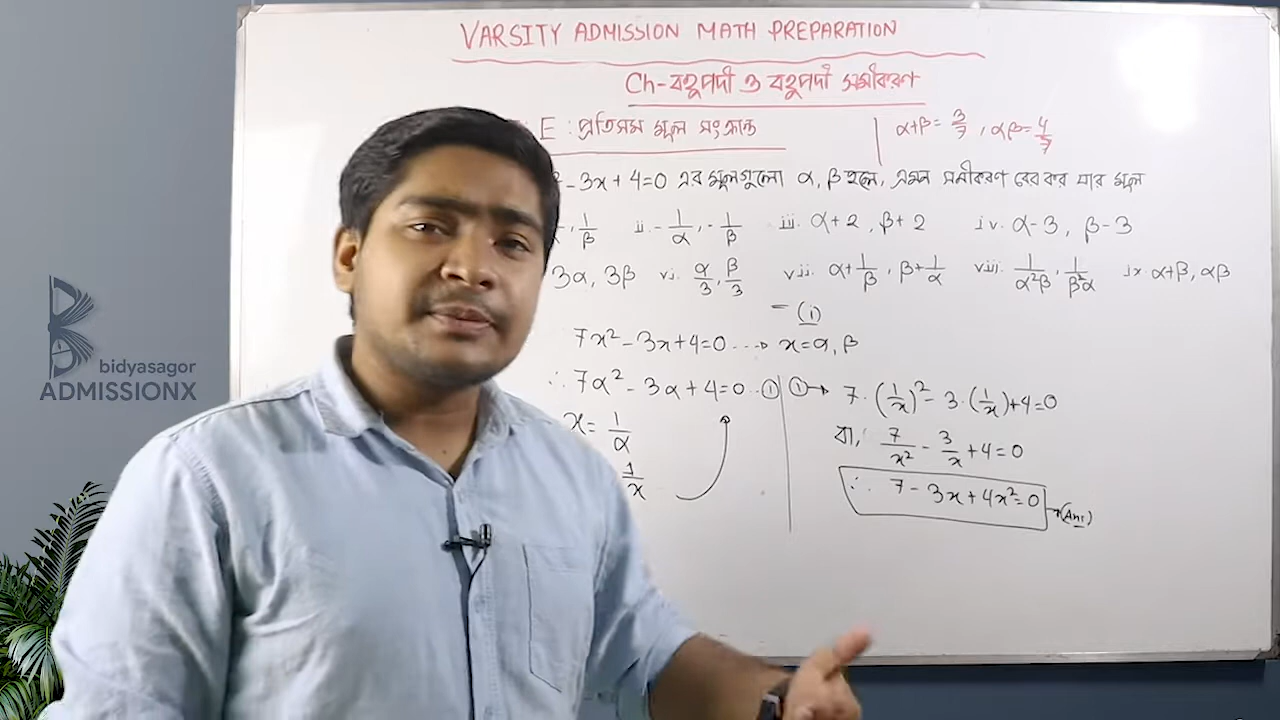 VARSITY ADMISSION MATH PREPARATION
Ch-বহুপদী ও বহুপদী সমীকরণ
E : প্রতিসম মূল সংক্রান্ত
α+β = 3/7 , αβ = 4/7
- 3x + 4 = 0 এর মূলগুলো α, β হলে, এমন সমীকরণ বের কর যার মূল
, 1/β ii. -1/α, -1/β iii. α+2, β+2 iv. α-3, β-3
3α, 3β vi. α/3, β/3 vii. α+1/β, β+1/α viii. 1/α²β, 1/β²α ix. α+β, αβ
= (i)
7x² - 3x + 4 = 0 ---> x = α, β
∴ 7α² - 3α + 4 = 0 ... ①
x = 1/α
1/x
① → 7·(1/x)² - 3·(1/x) + 4 = 0
বা, 7/x² - 3/x + 4 = 0
∴ 7 - 3x + 4x² = 0 → (Ans)
bidyasagor
ADMISSIONX